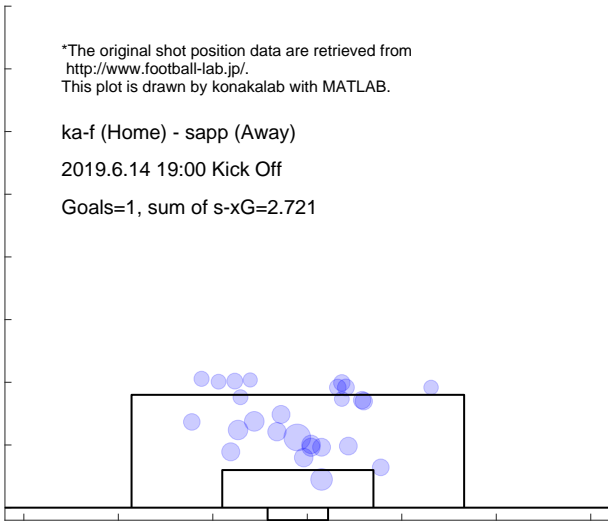 *The original shot position data are retrieved from
http://www.football-lab.jp/.
This plot is drawn by konakalab with MATLAB.
ka-f (Home) - sapp (Away)
2019.6.14 19:00 Kick Off
Goals=1, sum of s-xG=2.721